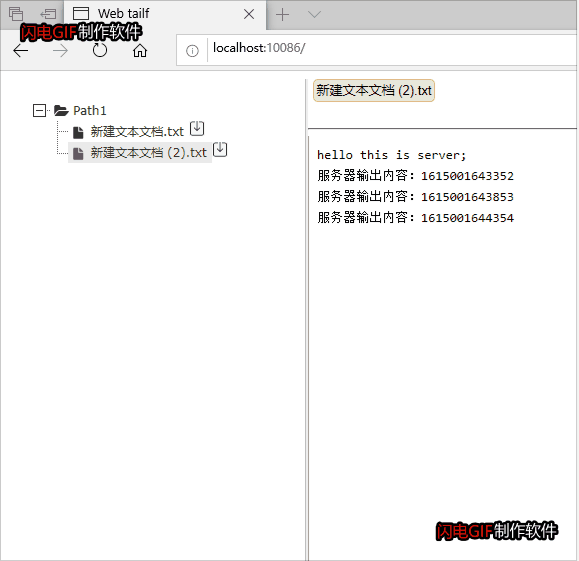 Web tailf
闪电GIF制作软件
localhost:10086/
新建文本文档 (2).txt
Path1
新建文本文档.txt
新建文本文档 (2).txt
hello this is server;
服务器输出内容：1615001643352
服务器输出内容：1615001643853
服务器输出内容：1615001644354
闪电GIF制作软件